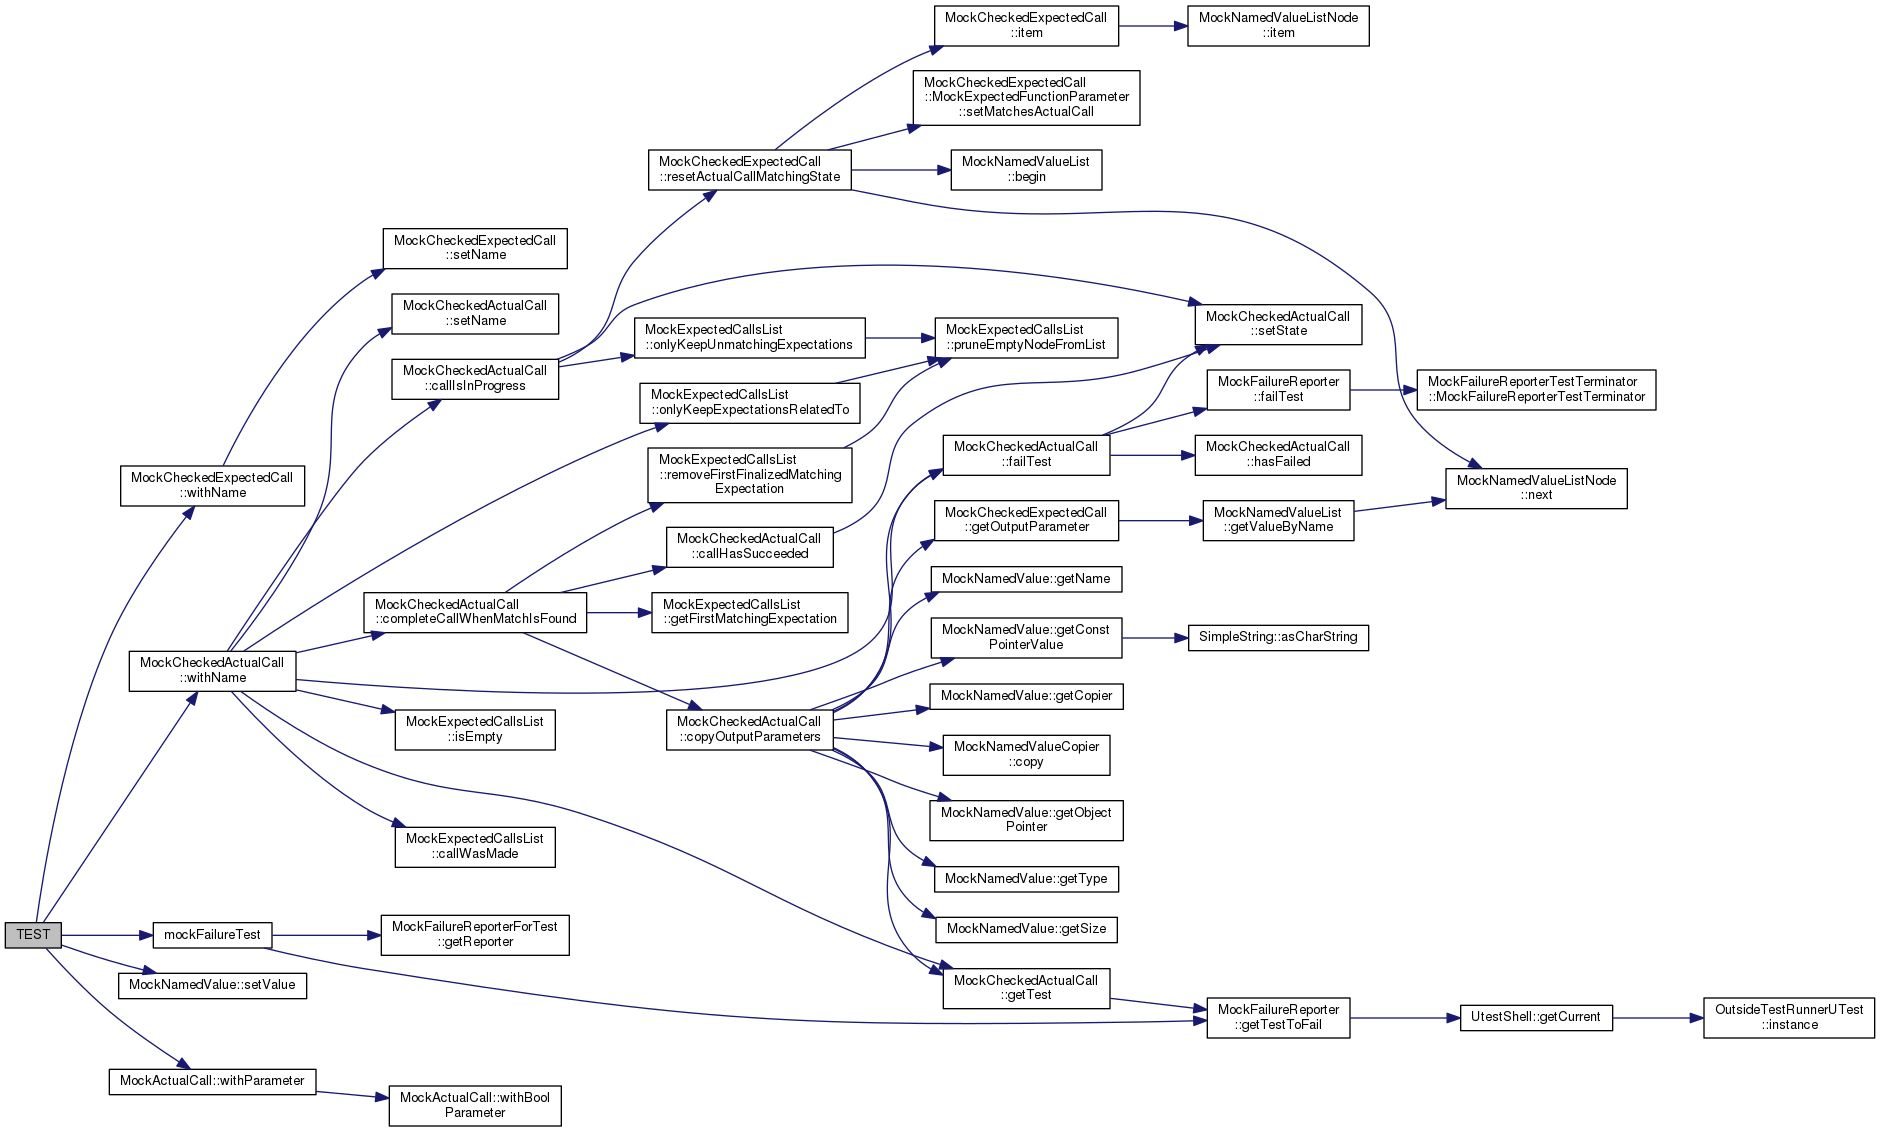 MockCheckedExpectedCall
::item
MockNamedValueListNode
::item
MockCheckedExpectedCall
::MockExpectedFunctionParameter
::setMatchesActualCall
MockCheckedExpectedCall
::resetActualCallMatchingState
MockNamedValueList
::begin
MockCheckedExpectedCall
::setName
MockCheckedActualCall
::setName
MockCheckedActualCall
::callIsInProgress
MockExpectedCallsList
::onlyKeepUnmatchingExpectations
MockExpectedCallsList
::pruneEmptyNodeFromList
MockCheckedActualCall
::setState
MockExpectedCallsList
::onlyKeepExpectationsRelatedTo
MockFailureReporter
::failTest
MockFailureReporterTestTerminator
::MockFailureReporterTestTerminator
MockCheckedExpectedCall
::withName
MockExpectedCallsList
::removeFirstFinalizedMatching
Expectation
MockCheckedActualCall
::failTest
MockCheckedActualCall
::hasFailed
MockNamedValueListNode
::next
MockCheckedActualCall
::callHasSucceeded
MockCheckedExpectedCall
::getOutputParameter
MockNamedValueList
::getValueByName
MockNamedValue::getName
MockCheckedActualCall
::completeCallWhenMatchIsFound
MockExpectedCallsList
::getFirstMatchingExpectation
MockNamedValue::getConst
PointerValue
SimpleString::asCharString
MockCheckedActualCall
::withName
MockNamedValue::getCopier
MockExpectedCallsList
::isEmpty
MockCheckedActualCall
::copyOutputParameters
MockNamedValueCopier
::copy
MockNamedValue::getObject
Pointer
MockExpectedCallsList
::callWasMade
MockNamedValue::getType
MockNamedValue::getSize
TEST
mockFailureTest
MockFailureReporterForTest
::getReporter
MockNamedValue::setValue
MockCheckedActualCall
::getTest
MockFailureReporter
::getTestToFail
UtestShell::getCurrent
OutsideTestRunnerUTest
::instance
MockActualCall::withParameter
MockActualCall::withBool
Parameter